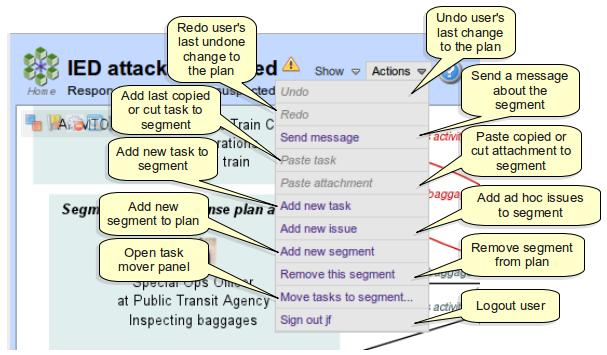 Redo user's
last undone
change to
the plan
Undo user's
last change
to the plan
Home
IED attac
ed
Show
Actions
Respon
suspected
Send a message
about the
segment
Add last copied
or cut task to
segment
Add new task to
segment
Add new
segment to plan
Open task
mover panel
Undo
Redo
Send message
Paste task
Paste attachment
Add new task
Add new issue
Add new segment
Remove this segment
Move tasks to segment...
Sign out jf
Paste copied or
cut attachment to
segment
Add ad hoc issues
to segment
Remove segment
from plan
Logout user
Train C
train
Segm
nse plan a
Special Ops Officer
at Public Transit Agency
Inspecting baggages